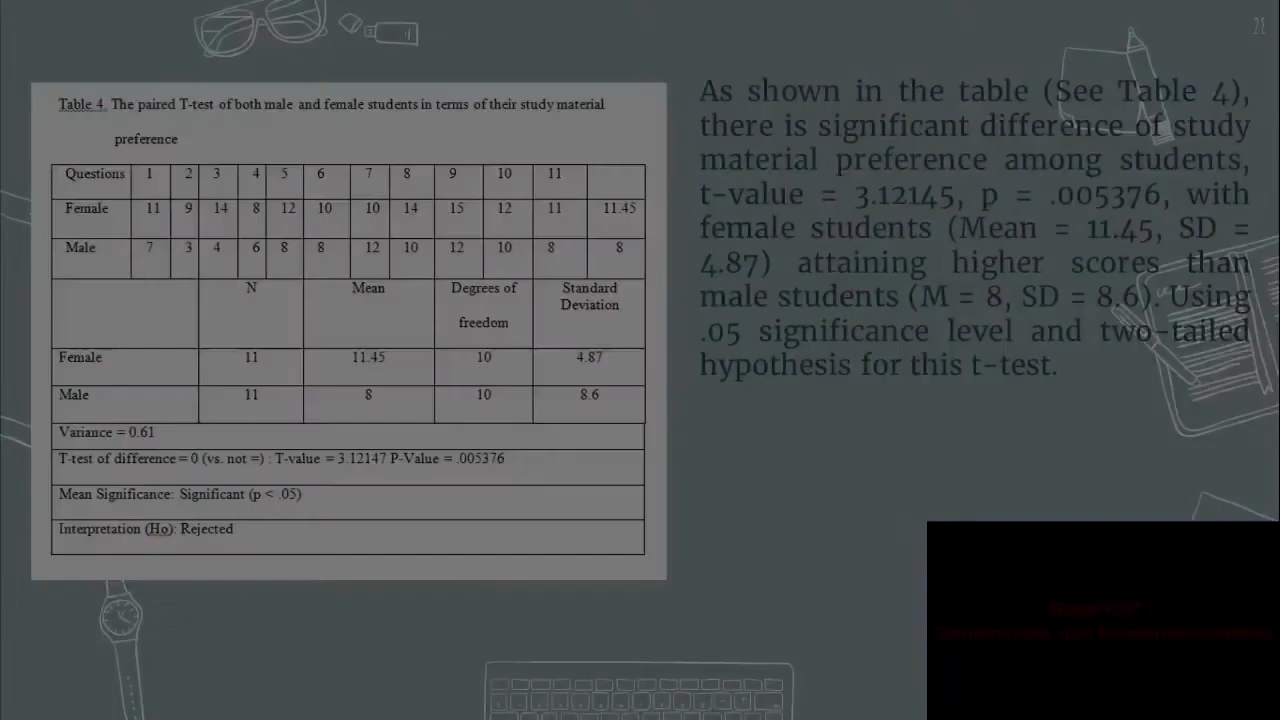 21
Table 4. The paired T-test of both male and female students in terms of their study material
preference
Questions 1 2 3 4 5 6 7 8 9 10 11
Female 11 9 14 8 12 10 10 14 15 12 11 11.45
Male 7 3 4 6 8 8 12 10 12 10 8 8
N Mean Degrees of freedom Standard Deviation
Female 11 11.45 10 4.87
Male 11 8 10 8.6
Variance = 0.61
T-test of difference = 0 (vs. not =) : T-value = 3.12147 P-Value = .005376
Mean Significance: Significant (p < .05)
Interpretation (Ho): Rejected
As shown in the table (See Table 4),
there is significant difference of study
material preference among students,
t-value = 3.12145, p = .005376, with
female students (Mean = 11.45, SD =
4.87) attaining higher scores than
male students (M = 8, SD = 8.6). Using
.05 significance level and two-tailed
hypothesis for this t-test.